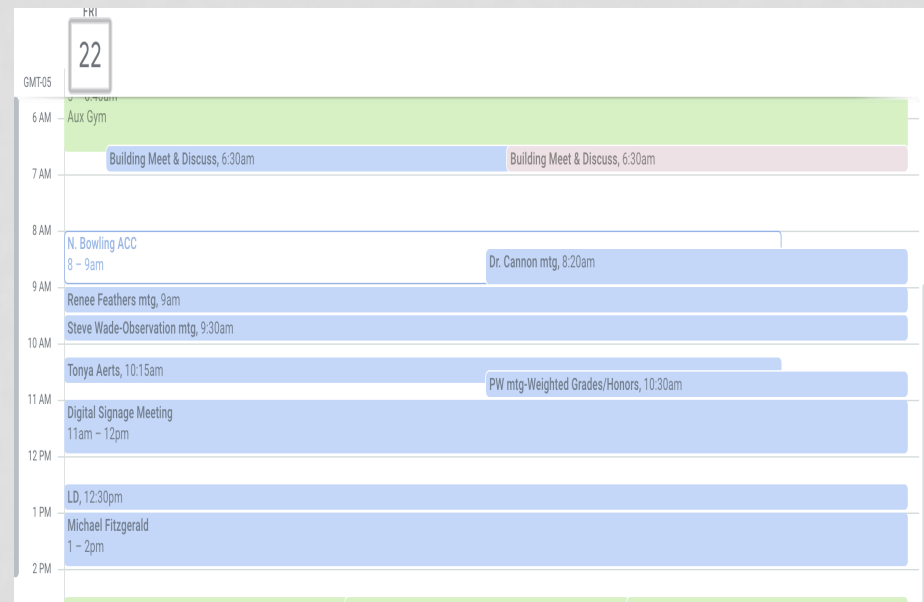 FRI
22
GMT-05
6 AM
Aux Gym
Building Meet & Discuss, 6:30am
Building Meet & Discuss, 6:30am
7 AM
8 AM
N. Bowling ACC
8 – 9am
Dr. Cannon mtg, 8:20am
9 AM
Renee Feathers mtg, 9am
Steve Wade-Observation mtg, 9:30am
10 AM
Tonya Aerts, 10:15am
PW mtg-Weighted Grades/Honors, 10:30am
11 AM
Digital Signage Meeting
11am – 12pm
12 PM
LD, 12:30pm
1 PM
Michael Fitzgerald
1 – 2pm
2 PM